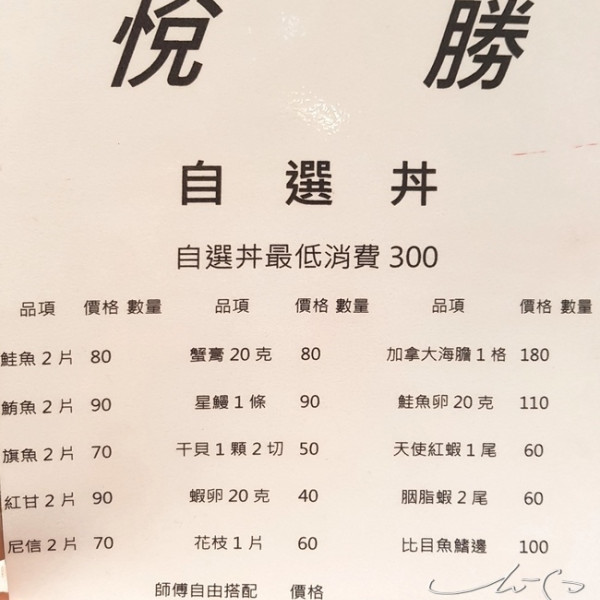 悅 勝
自 選 丼
自選丼最低消費 300
品項 價格 數量 品項 價格 數量 品項 價格 數量
鮭魚 2 片 80 蟹膏 20 克 80 加拿大海膽 1 格 180
鮪魚 2 片 90 星鰻 1 條 90 鮭魚卵 20 克 110
旗魚 2 片 70 干貝 1 顆 2 切 50 天使紅蝦 1 尾 60
紅甘 2 片 90 蝦卵 20 克 40 胭脂蝦 2 尾 60
尼信 2 片 70 花枝 1 片 60 比目魚鰭邊 100
師傅自由搭配 價格